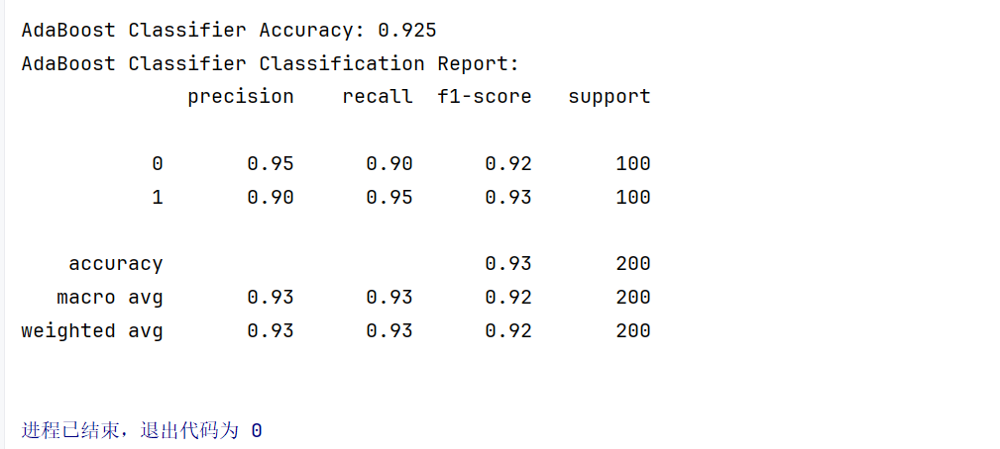 AdaBoost Classifier Accuracy: 0.925
AdaBoost Classifier Classification Report:
precision recall f1-score support
0 0.95 0.90 0.92 100
1 0.90 0.95 0.93 100
accuracy 0.93 200
macro avg 0.93 0.93 0.92 200
weighted avg 0.93 0.93 0.92 200
进程已结束，退出代码为 0